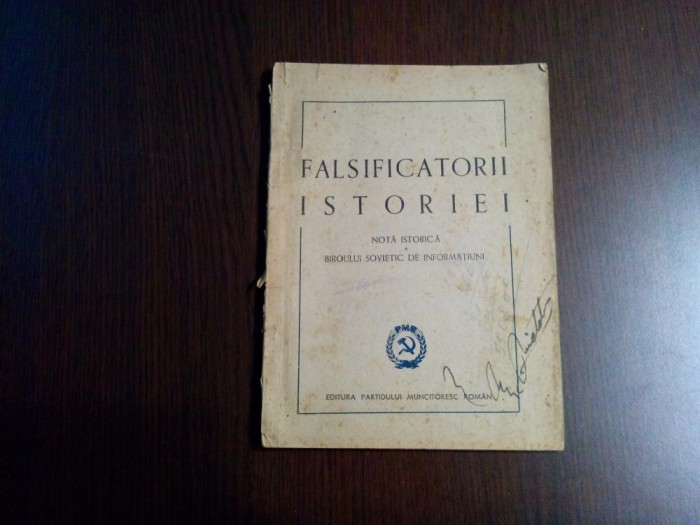 FALSIFICATORII
ISTORIEI
NOTĂ ISTORICĂ
a
BIROULUI SOVIETIC DE INFORMAȚIUNI
PMR
EDITURA PARTIDULUI MUNCITORESC ROMÂN